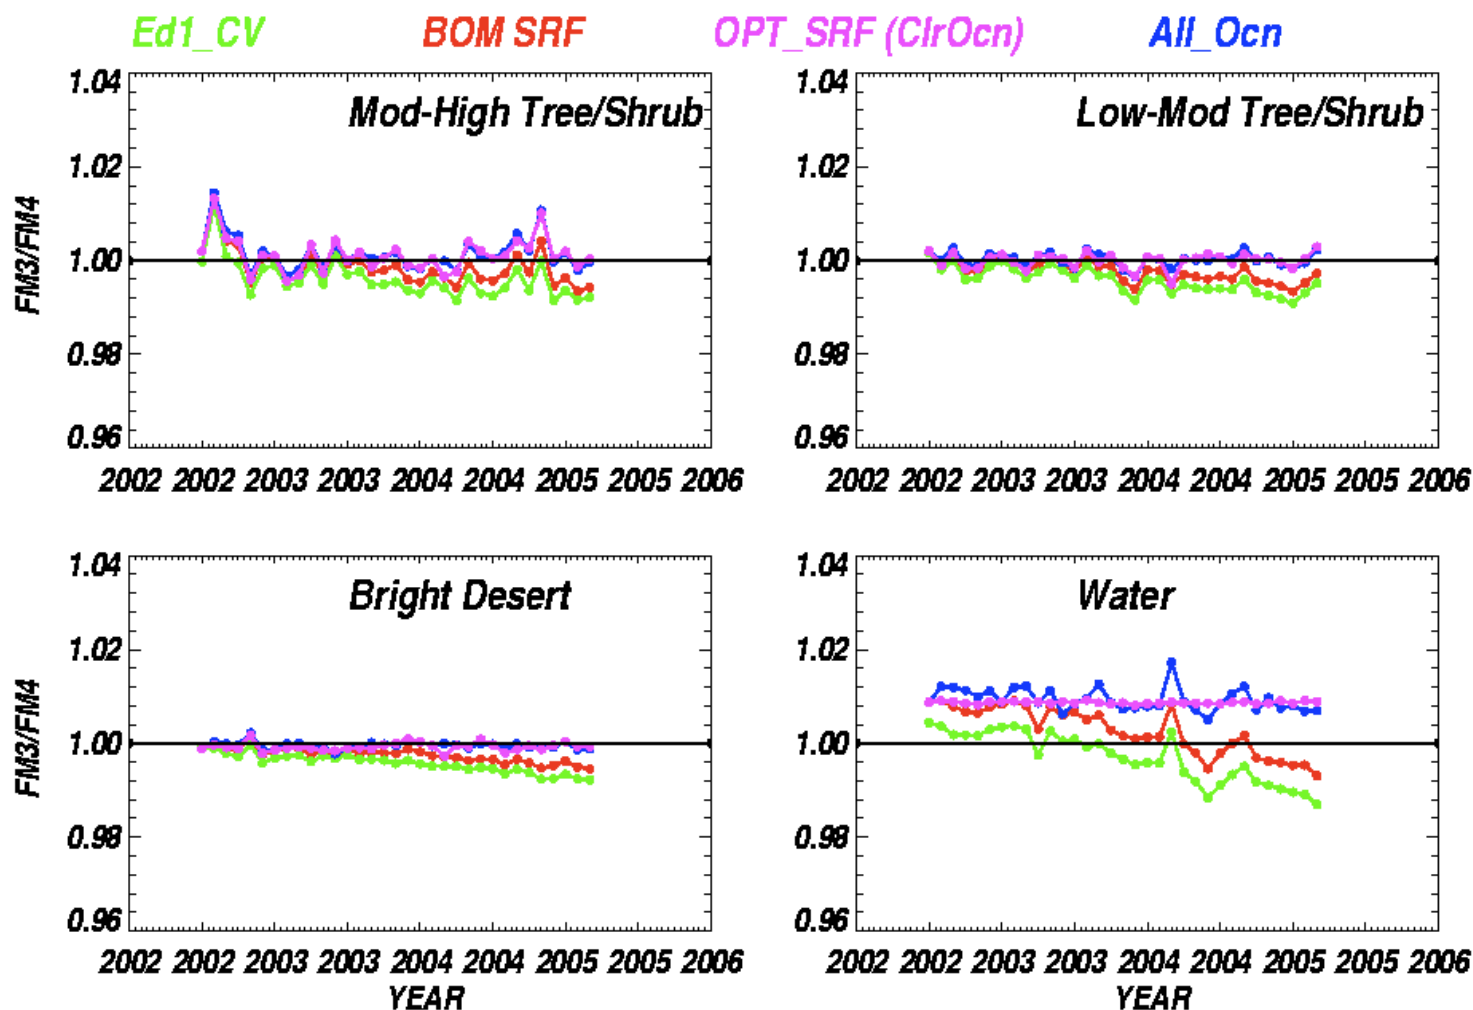 Ed1_CV BOM SRF OPT_SRF (ClrOcn) All_Ocn
1.04 1.04
Mod-High Tree/Shrub Low-Mod Tree/Shrub
1.02 1.02
FM3/FM4
1.00 1.00
0.98 0.98
0.96 0.96
2002 2002 2003 2003 2004 2004 2005 2005 2006 2002 2002 2003 2003 2004 2004 2005 2005 2006
1.04 1.04
Bright Desert Water
1.02 1.02
FM3/FM4
1.00 1.00
0.98 0.98
0.96 0.96
2002 2002 2003 2003 2004 2004 2005 2005 2006 2002 2002 2003 2003 2004 2004 2005 2005 2006
YEAR YEAR